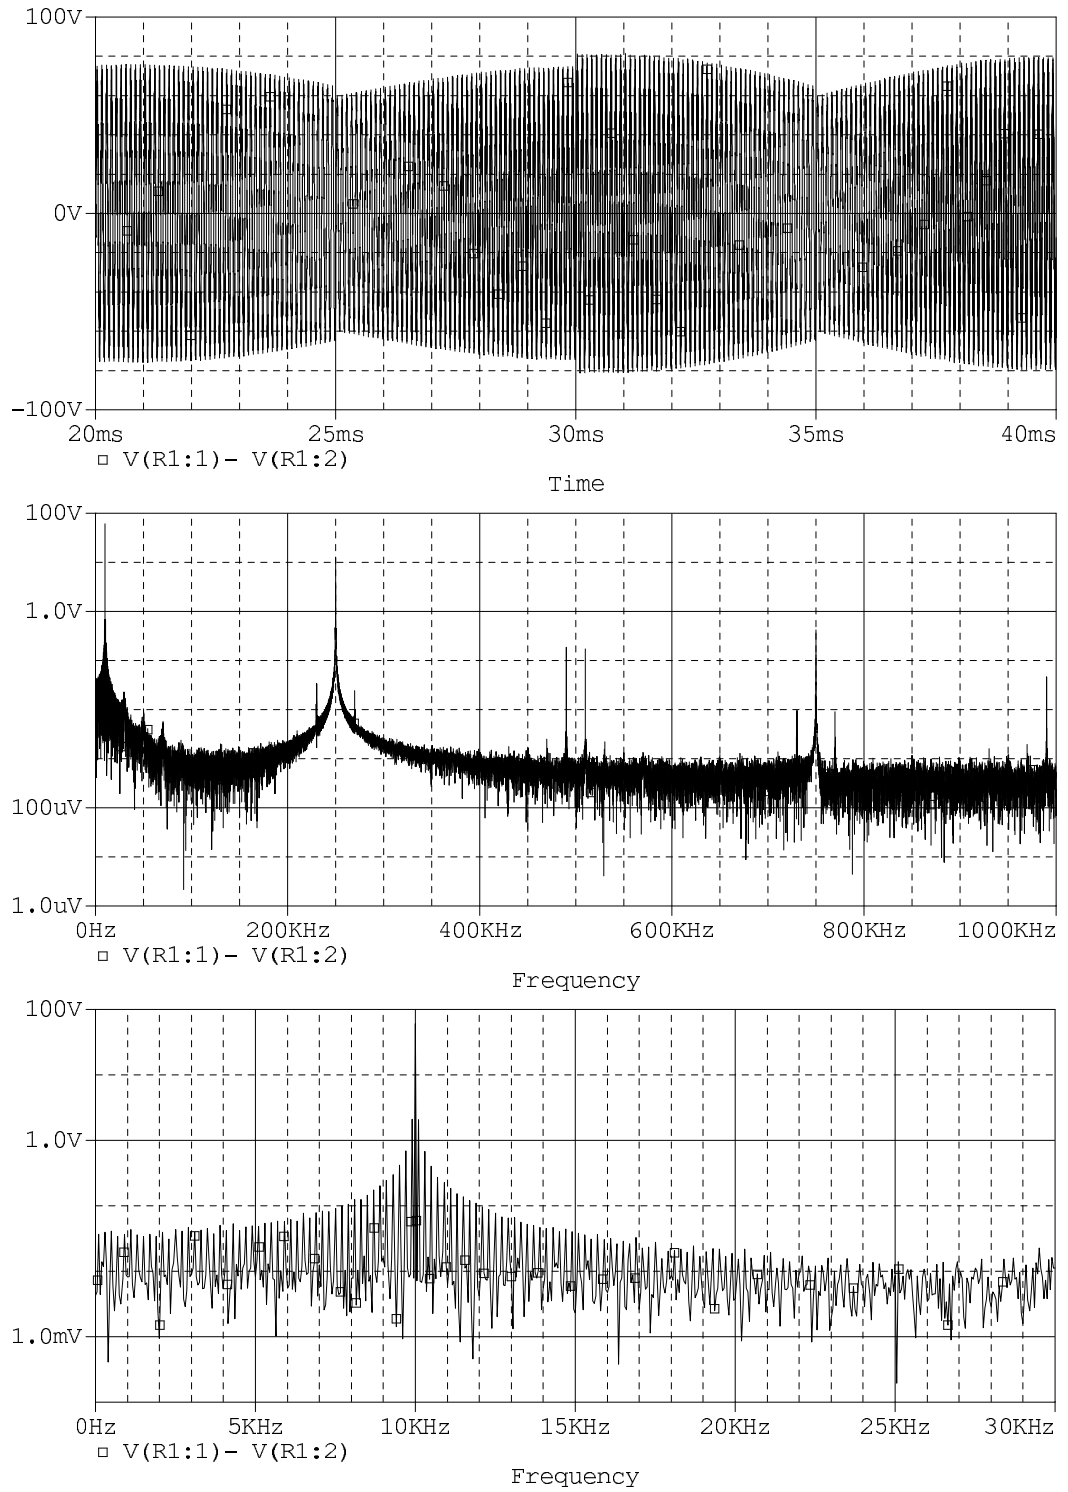 100V
0V
−100V
20ms 25ms 30ms 35ms 40ms
V(R1:1)− V(R1:2)
Time
100V
1.0V
100uV
1.0uV
0Hz 200KHz 400KHz 600KHz 800KHz 1000KHz
V(R1:1)− V(R1:2)
Frequency
100V
1.0V
1.0mV
0Hz 5KHz 10KHz 15KHz 20KHz 25KHz 30KHz
V(R1:1)− V(R1:2)
Frequency